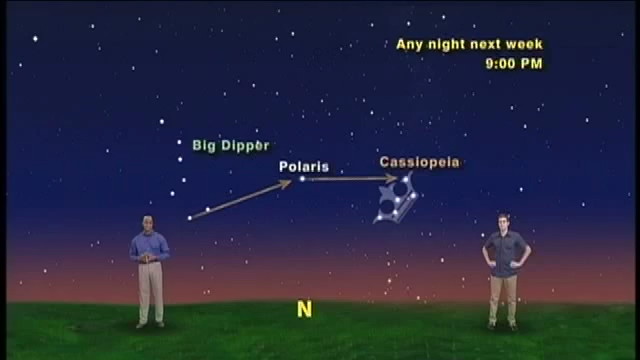 Any night next week
9:00 PM
Big Dipper
Polaris
Cassiopeia
N